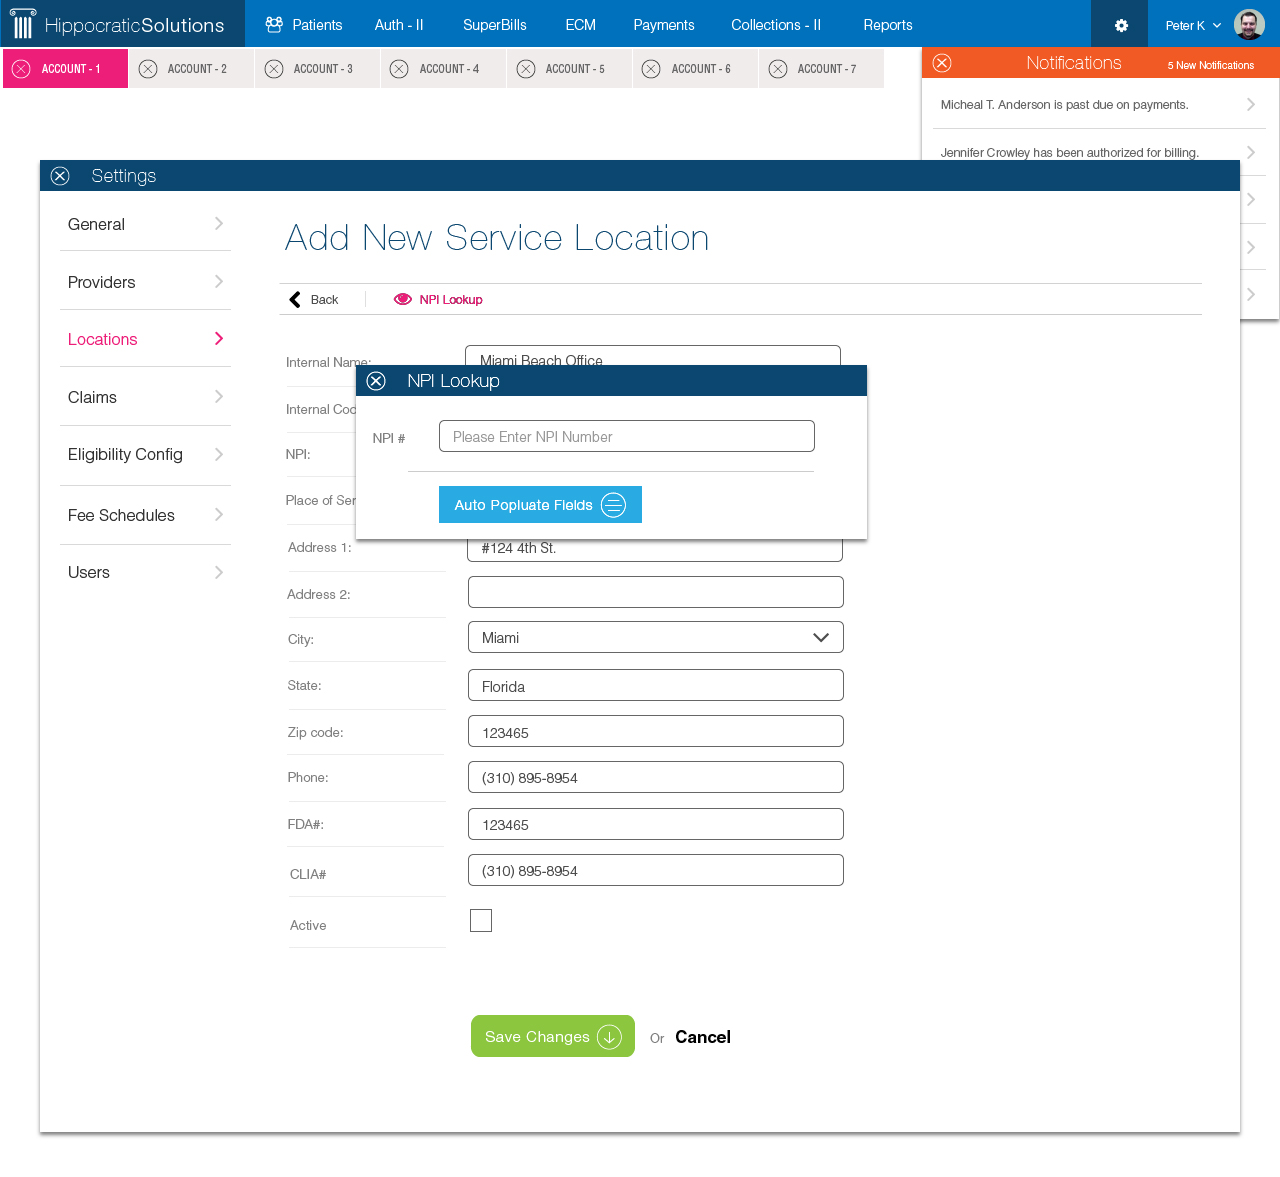 HippocraticSolutions
Patients
Auth - II
SuperBills
ECM
Payments
Collections - II
Reports
Peter K
ACCOUNT - 1
ACCOUNT - 2
ACCOUNT - 3
ACCOUNT - 4
ACCOUNT - 5
ACCOUNT - 6
ACCOUNT - 7
Notifications
5 New Notifications
Micheal T. Anderson is past due on payments.
Jennifer Crowley has been authorized for billing.
Settings
General
Providers
Locations
Claims
Eligibility Config
Fee Schedules
Users
Add New Service Location
Back
NPI Lookup
Internal Name:
Miami Beach Office
NPI Lookup
NPI #
Please Enter NPI Number
Auto Popluate Fields
Internal Cod
NPI:
Place of Ser
Address 1:
#124 4th St.
Address 2:
City:
Miami
State:
Florida
Zip code:
123465
Phone:
(310) 895-8954
FDA#:
123465
CLIA#
(310) 895-8954
Active
Save Changes
Or
Cancel